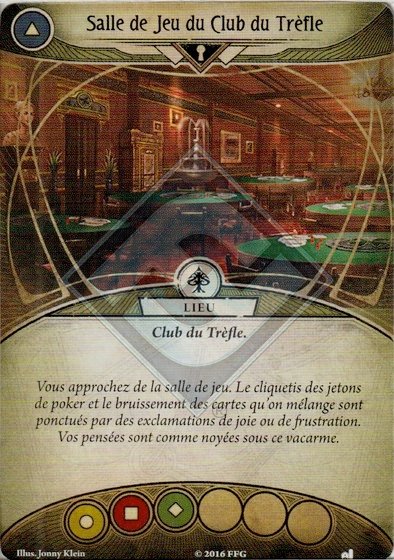 Salle de Jeu du Club du Trèfle
LIEU
Club du Trèfle.
Vous approchez de la salle de jeu. Le cliquetis des jetons
de poker et le bruissement des cartes qu'on mélange sont
ponctués par des exclamations de joie ou de frustration.
Vos pensées sont comme noyées sous ce vacarme.
Illus. Jonny Klein
© 2016 FFG